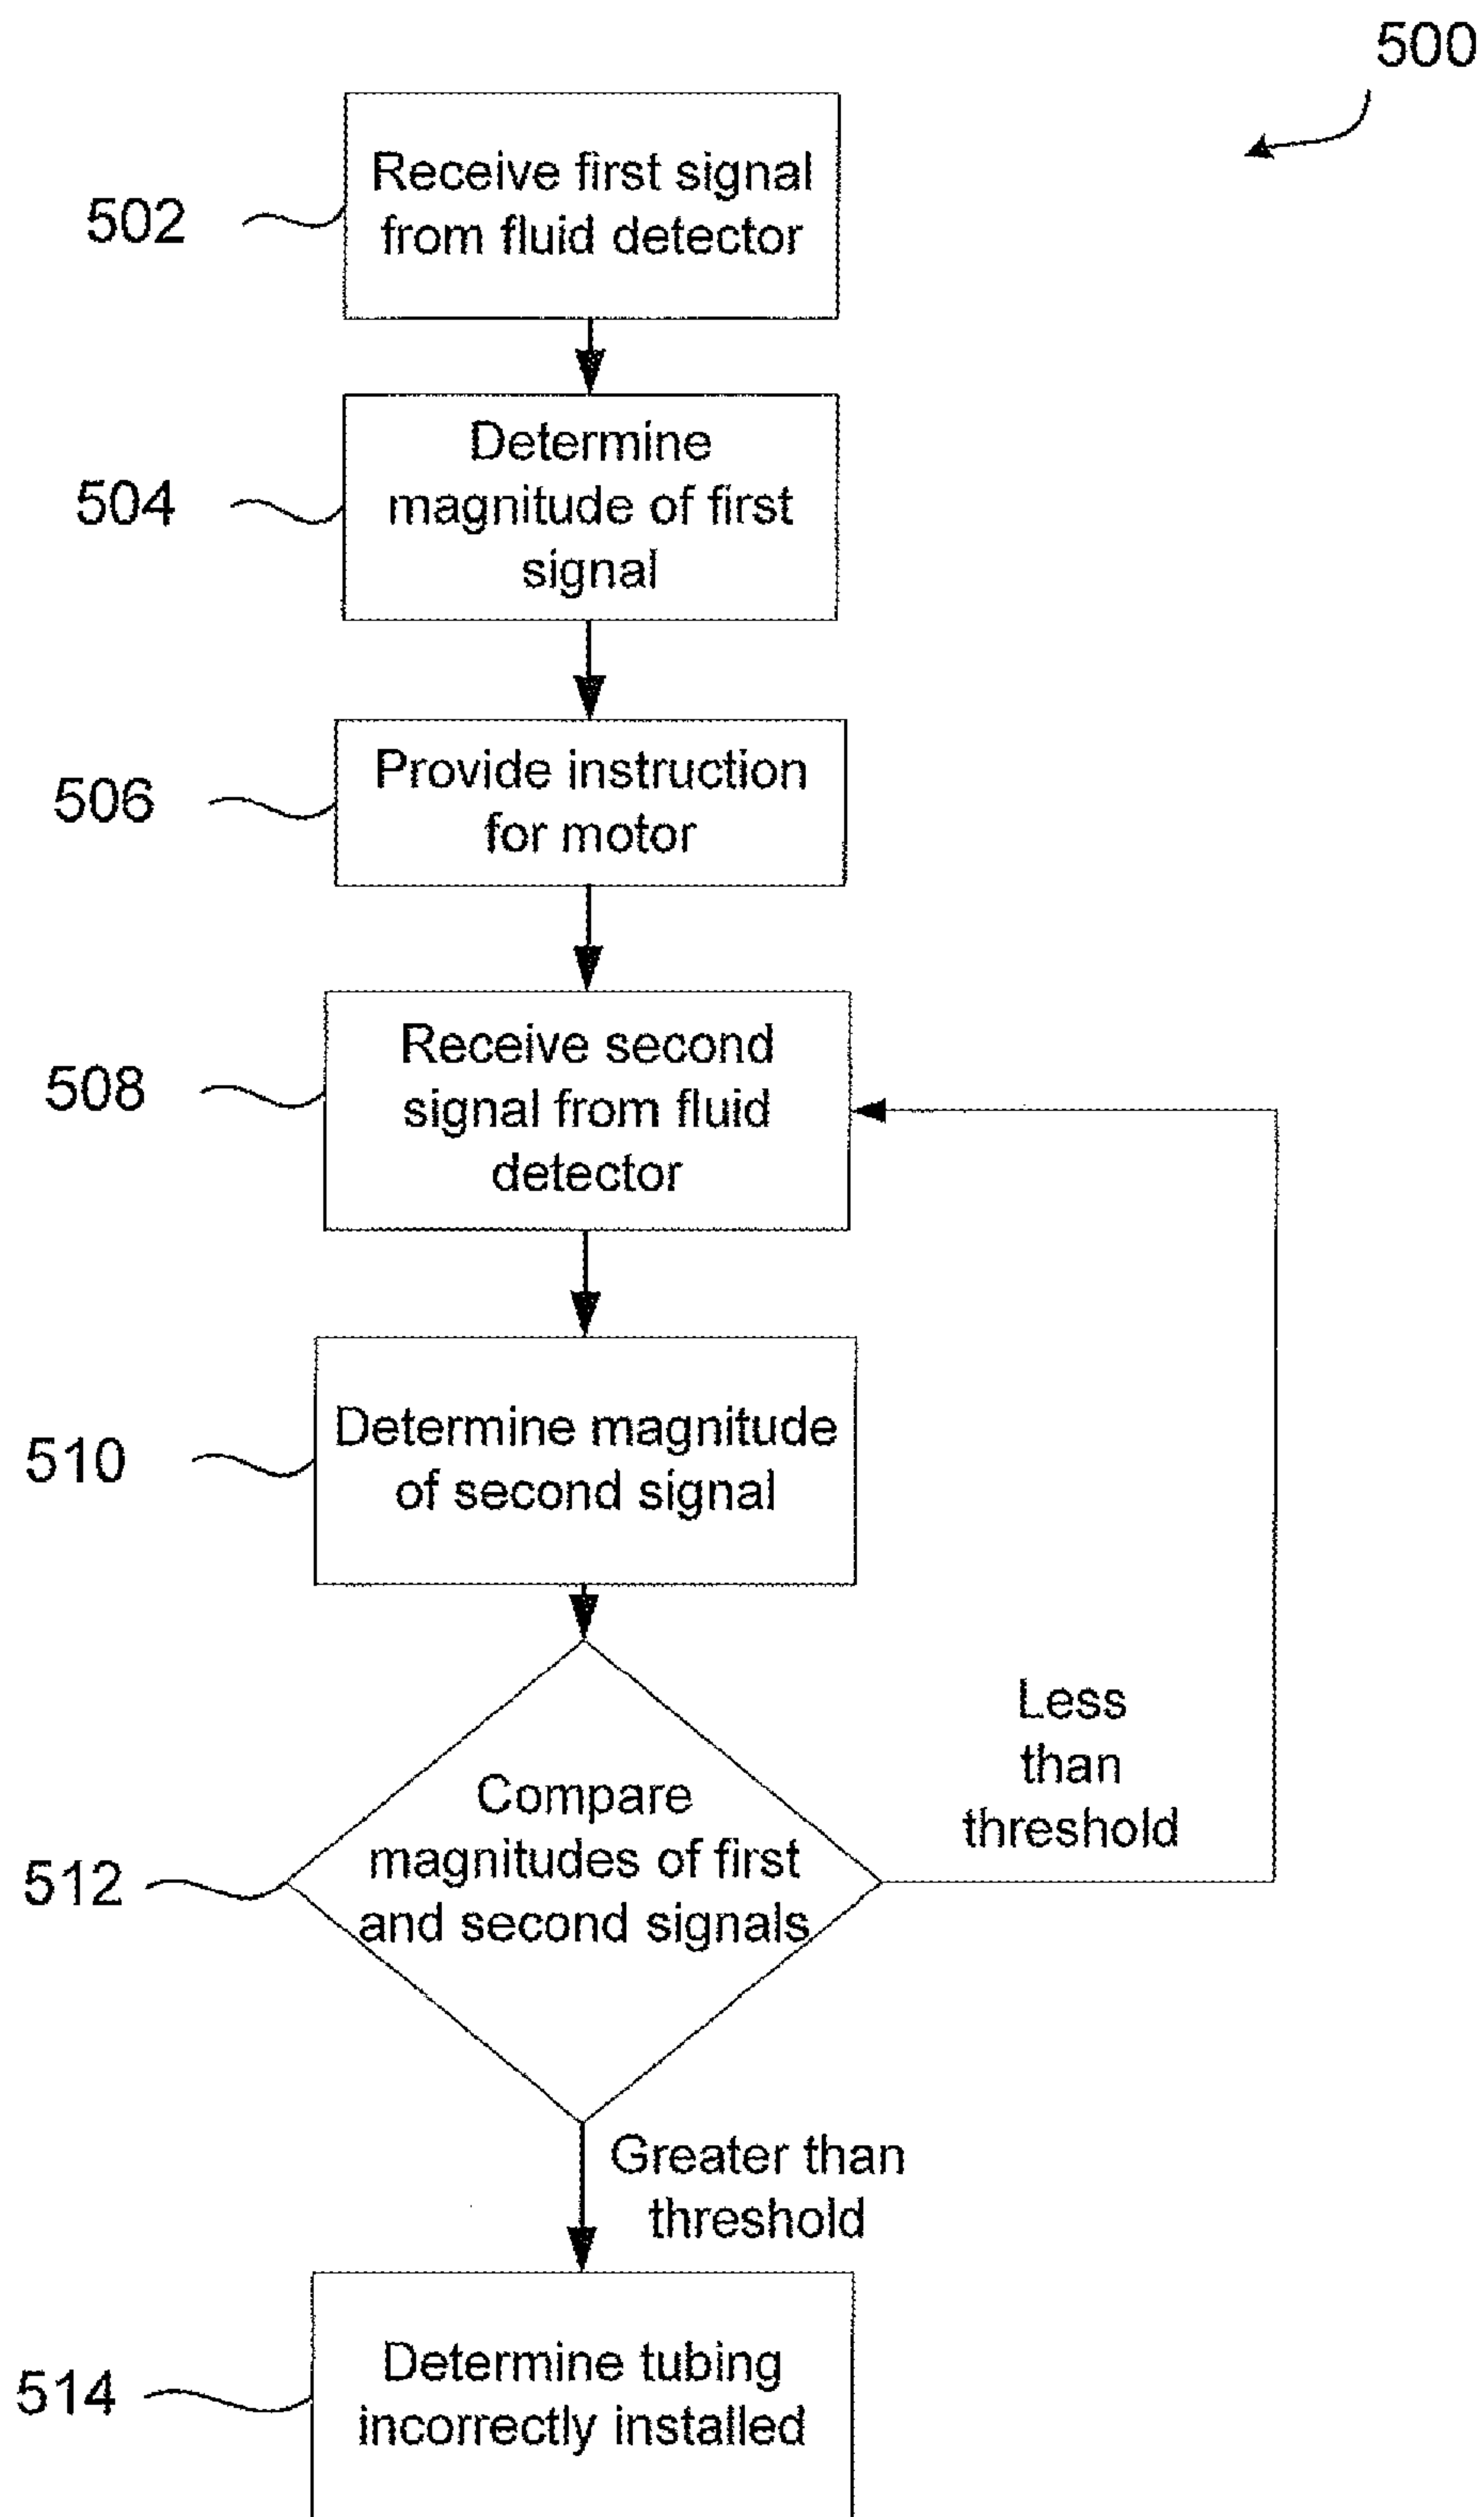 500
502
Receive first signal
from fluid detector
504
Determine
magnitude of first
signal
506
Provide instruction
for motor
508
Receive second
signal from fluid
detector
510
Determine magnitude
of second signal
Less
than
threshold
512
Compare
magnitudes of first
and second signals
Greater than
threshold
514
Determine tubing
incorrectly installed